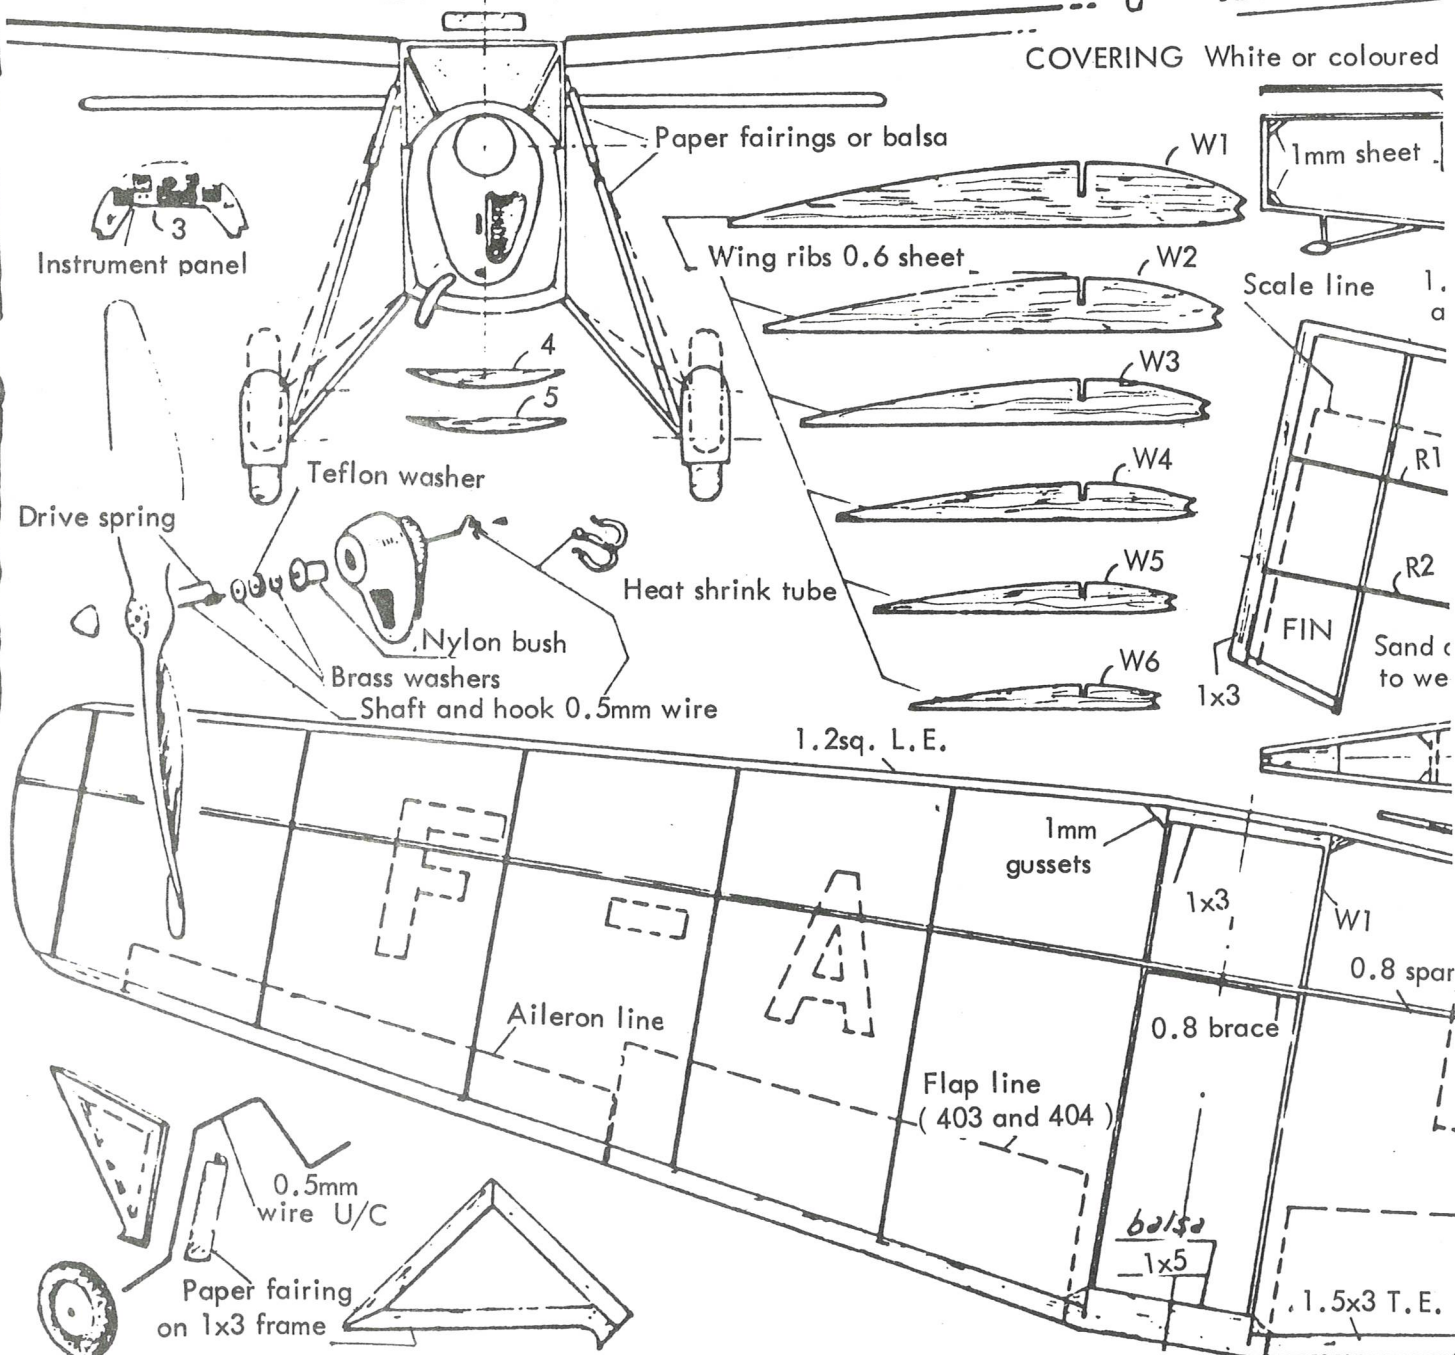 COVERING White or coloured
Paper fairings or balsa
W1
1mm sheet
3
Instrument panel
Wing ribs 0.6 sheet
W2
Scale line
1.
a
4
W3
5
R1
Teflon washer
W4
Drive spring
W5
R2
Heat shrink tube
FIN
Nylon bush
Sand
to we
W6
Brass washers
1x3
Shaft and hook 0.5mm wire
1.2sq. L.E.
1mm
gussets
1x3
W1
F
A
0.8 spar
Aileron line
0.8 brace
Flap line
(403 and 404)
0.5mm
wire U/C
balsa
1x5
Paper fairing
on 1x3 frame
1.5x3 T.E.